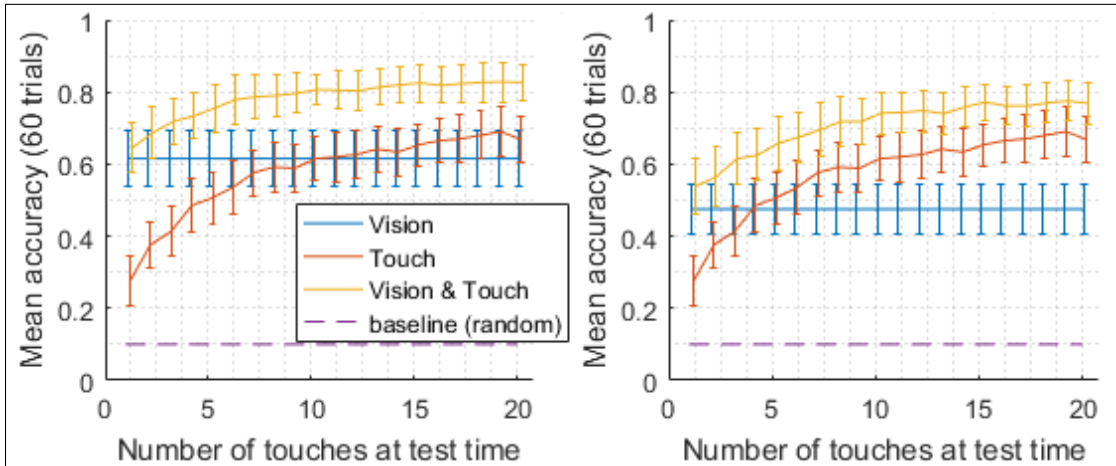 Mean accuracy (60 trials)
1
0.8
0.6
0.4
0.2
0
0 5 10 15 20
Number of touches at test time
Vision
Touch
Vision & Touch
baseline (random)
Mean accuracy (60 trials)
1
0.8
0.6
0.4
0.2
0
0 5 10 15 20
Number of touches at test time